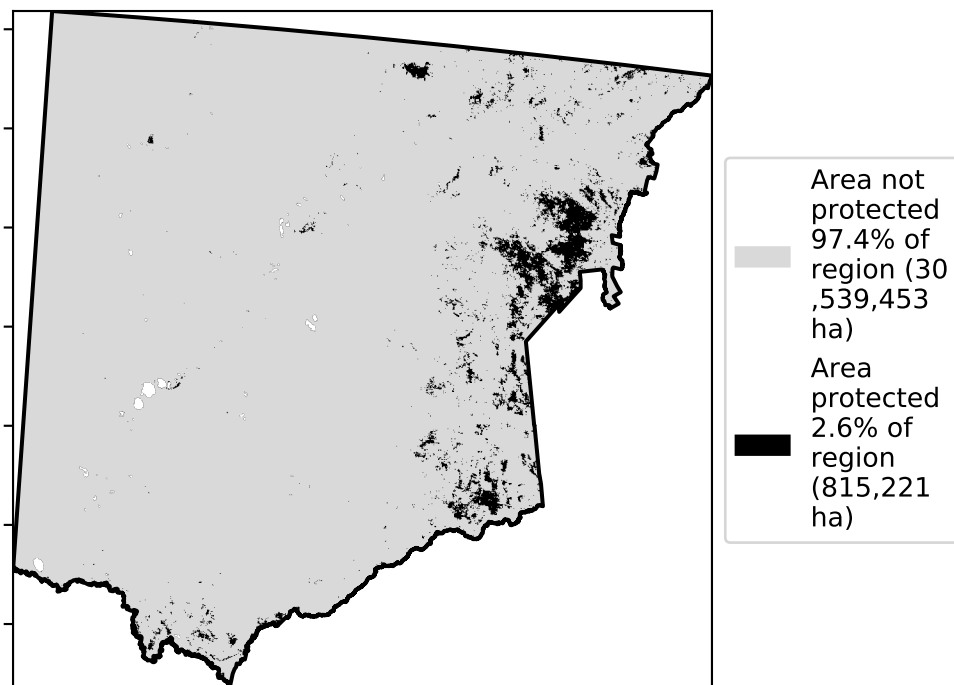 Area not
protected
97.4% of
region (30
,539,453
ha)
Area
protected
2.6% of
region
(815,221
ha)